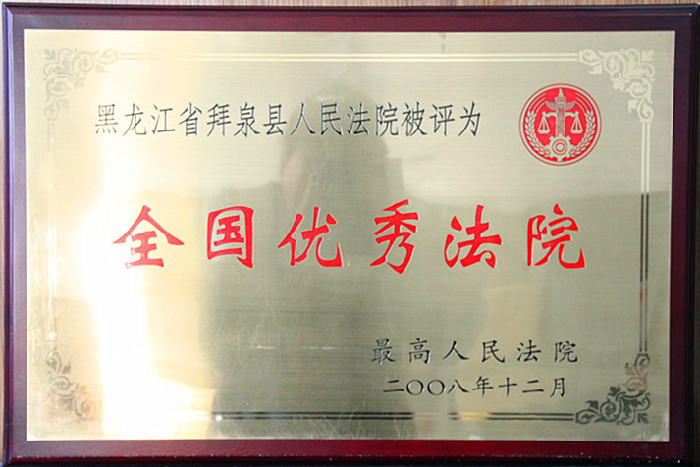 黑龙江省拜泉县人民法院被评为
全国优秀法院
最高人民法院
二〇〇八年十二月